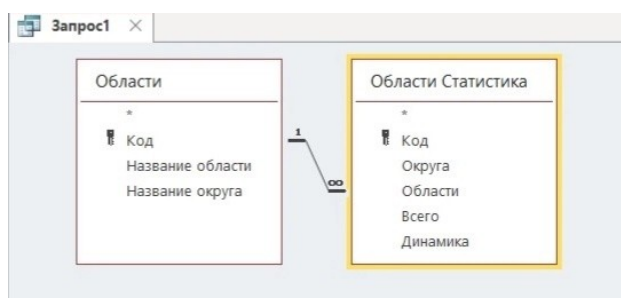 Запрос1
Области
*
Код
Название области
Название округа
1
∞
Области Статистика
*
Код
Округа
Области
Всего
Динамика